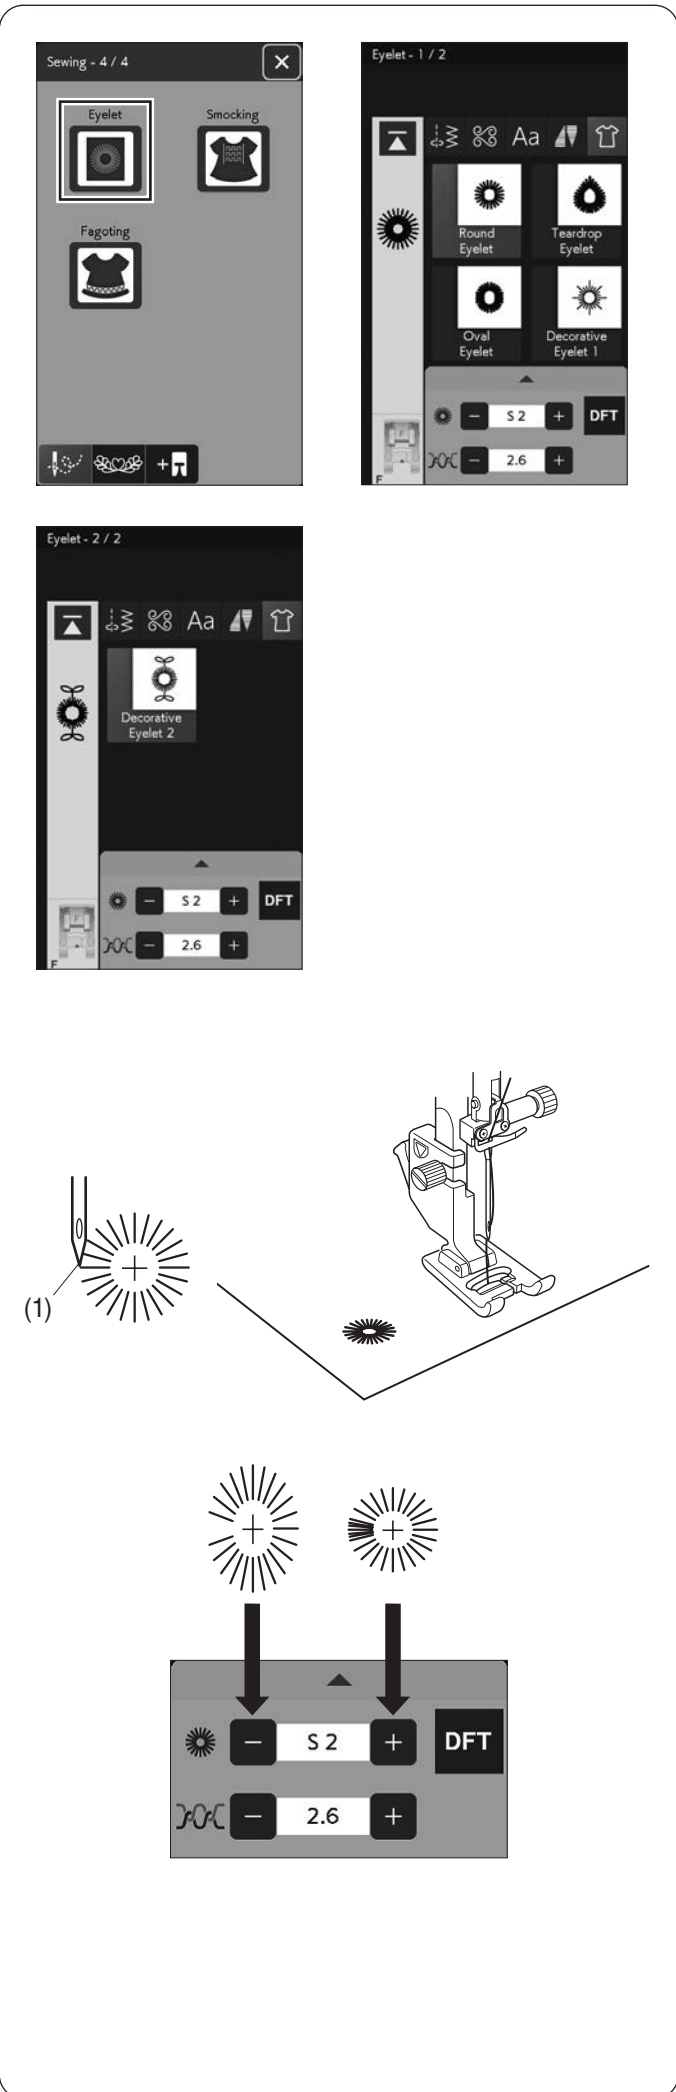 Sewing - 4 / 4
Eyelet
Smocking
Fagoting
Eyelet - 1 / 2
Aa
Round
Eyelet
Teardrop
Eyelet
Oval
Eyelet
Decorative
Eyelet 1
S 2
DFT
2.6
F
Eyelet - 2 / 2
Aa
Decorative
Eyelet 2
S 2
DFT
2.6
F
(1)
S 2
DFT
2.6